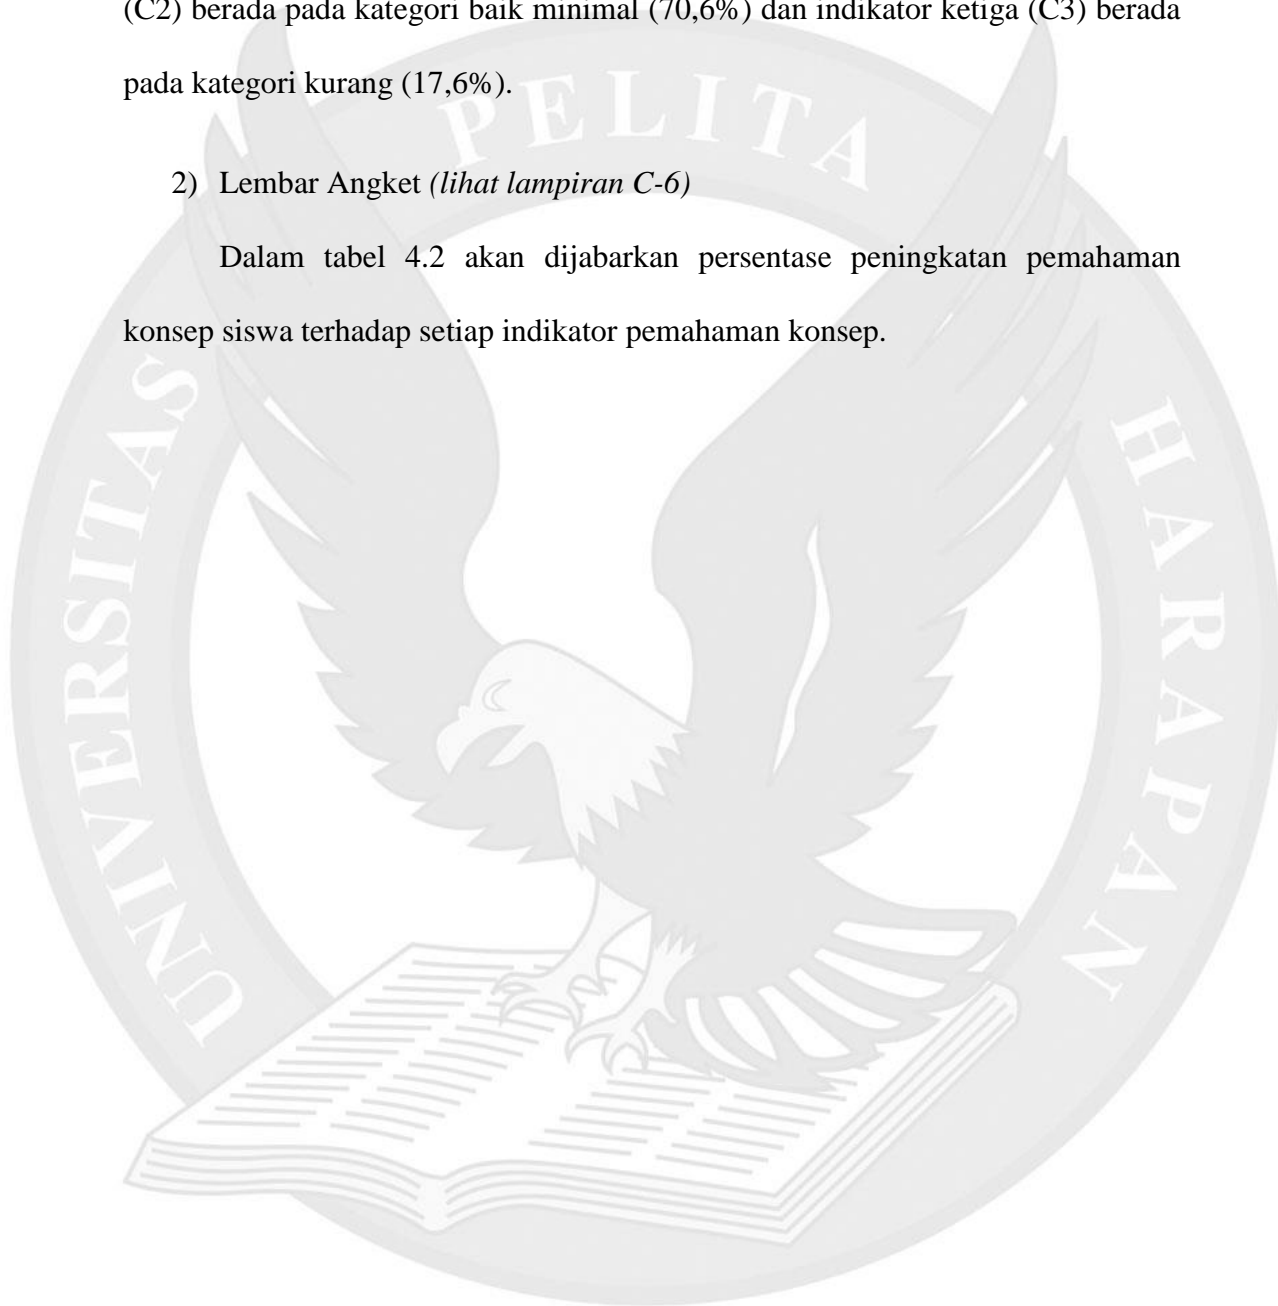 (C2) berada pada kategori baik minimal (70,6%) dan indikator ketiga (C3) berada
pada kategori kurang (17,6%).
2) Lembar Angket (lihat lampiran C-6)
Dalam tabel 4.2 akan dijabarkan persentase peningkatan pemahaman
konsep siswa terhadap setiap indikator pemahaman konsep.
UNIVERSITAS PELITA HARAPAN